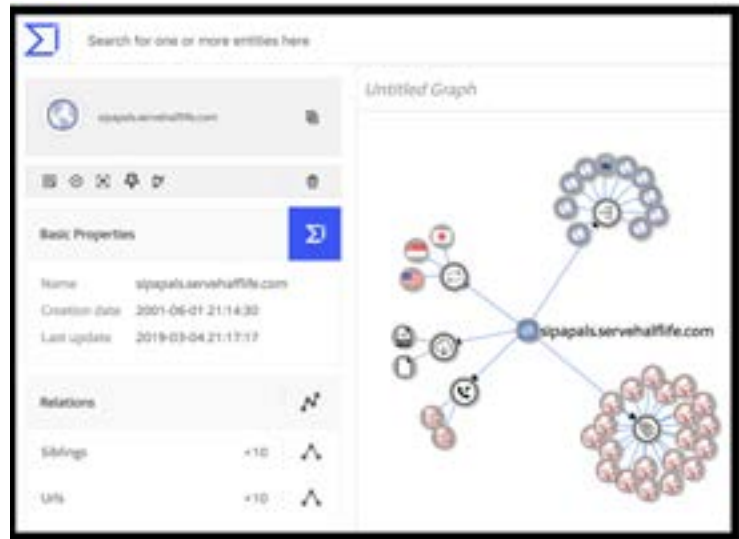 Search for one or more entities here
Untitled Graph
sipapals.servehalflife.com
Basic Properties
Name sipapals.servehalflife.com
Creation date 2001-06-01 21:14:30
Last update 2019-03-04 21:17:17
sipapals.servehalflife.com
Relations
Siblings +10
Urls +10